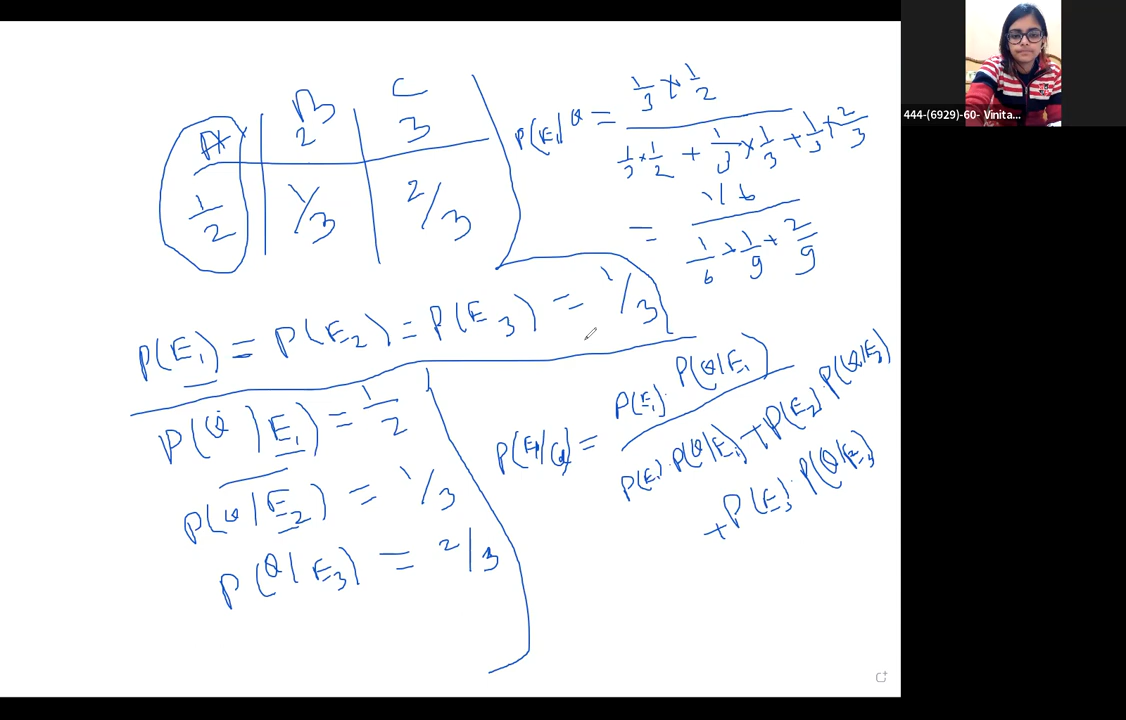 A B C
2 3
1/2 1/3 2/3
P(E₁) = P(E₂) = P(E₃) = 1/3
P(Q|E₁) = 1/2
P(Q|E₂) = 1/3
P(Q|E₃) = 2/3
P(E₁|Q = 1/3 × 1/2
1/3 × 1/2 + 1/3 × 1/3 + 1/3 × 2/3
= 1/6
1/6 + 1/9 + 2/9
P(E₁/Q) = P(E₁) · P(Q|E₁)
P(E₁) · P(Q|E₁) + P(E₂) · P(Q|E₂)
+ P(E₃) · P(Q|E₃)
444-(6929)-60- Vinita...